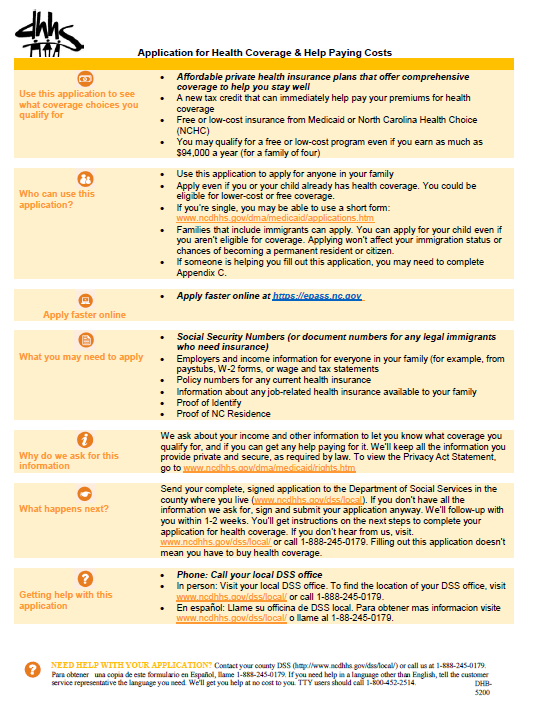 dhhs
Application for Health Coverage & Help Paying Costs
Use this application to see
what coverage choices you
qualify for
• Affordable private health insurance plans that offer comprehensive
coverage to help you stay well
• A new tax credit that can immediately help pay your premiums for health
coverage
• Free or low-cost insurance from Medicaid or North Carolina Health Choice
(NCHC)
• You may qualify for a free or low-cost program even if you earn as much as
$94,000 a year (for a family of four)
Who can use this
application?
• Use this application to apply for anyone in your family
• Apply even if you or your child already has health coverage. You could be
eligible for lower-cost or free coverage.
• If you're single, you may be able to use a short form:
www.ncdhhs.gov/dma/medicaid/applications.htm
• Families that include immigrants can apply. You can apply for your child even if
you aren't eligible for coverage. Applying won't affect your immigration status or
chances of becoming a permanent resident or citizen.
• If someone is helping you fill out this application, you may need to complete
Appendix C.
Apply faster online
• Apply faster online at https://epass.nc.gov
What you may need to apply
• Social Security Numbers (or document numbers for any legal immigrants
who need insurance)
• Employers and income information for everyone in your family (for example, from
paystubs, W-2 forms, or wage and tax statements
• Policy numbers for any current health insurance
• Information about any job-related health insurance available to your family
• Proof of Identify
• Proof of NC Residence
Why do we ask for this
information
We ask about your income and other information to let you know what coverage you
qualify for, and if you can get any help paying for it. We'll keep all the information you
provide private and secure, as required by law. To view the Privacy Act Statement,
go to www.ncdhhs.gov/dma/medicaid/rights.htm
What happens next?
Send your complete, signed application to the Department of Social Services in the
county where you live (www.ncdhhs.gov/dss/local). If you don't have all the
information we ask for, sign and submit your application anyway. We'll follow-up with
you within 1-2 weeks. You'll get instructions on the next steps to complete your
application for health coverage. If you don't hear from us, visit.
www.ncdhhs.gov/dss/local/ or call 1-888-245-0179. Filling out this application doesn't
mean you have to buy health coverage.
Getting help with this
application
• Phone: Call your local DSS office
• In person: Visit your local DSS office. To find the location of your DSS office, visit
www.ncdhhs.gov/dss/local/ or call 1-888-245-0179.
• En español: Llame su officina de DSS local. Para obtener mas informacion visite
www.ncdhhs.gov/dss/local/ o llame al 1-88-245-0179.
NEED HELP WITH YOUR APPLICATION? Contact your county DSS (http://www.ncdhhs.gov/dss/local/) or call us at 1-888-245-0179.
Para obtener una copia de este formulario en Español, llame 1-888-245-0179. If you need help in a language other than English, tell the customer
service representative the language you need. We'll get you help at no cost to you. TTY users should call 1-800-452-2514.
DHB-
5200